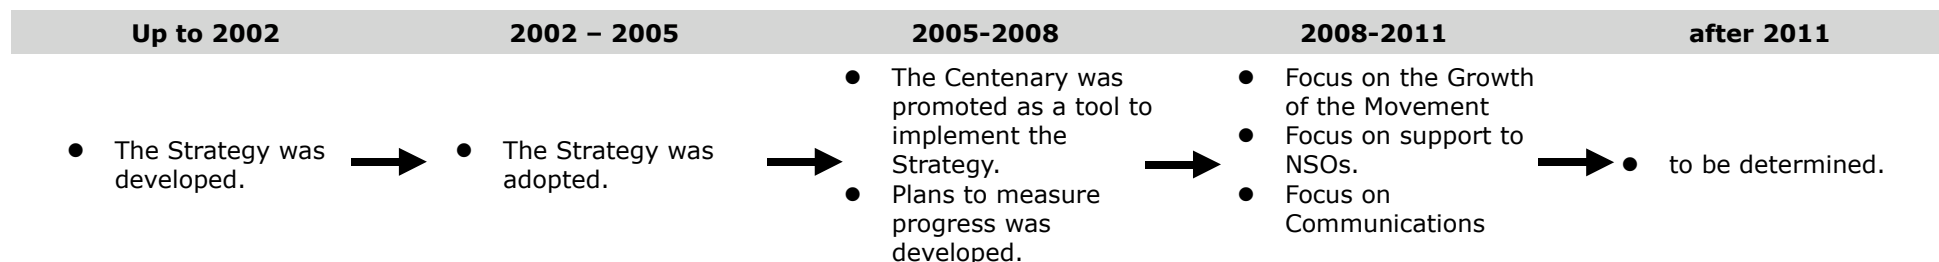 Up to 2002
2002 – 2005
2005-2008
2008-2011
after 2011
● The Strategy was
developed.
● The Strategy was
adopted.
● The Centenary was
promoted as a tool to
implement the
Strategy.
● Plans to measure
progress was
developed.
● Focus on the Growth
of the Movement
● Focus on support to
NSOs.
● Focus on
Communications
● to be determined.